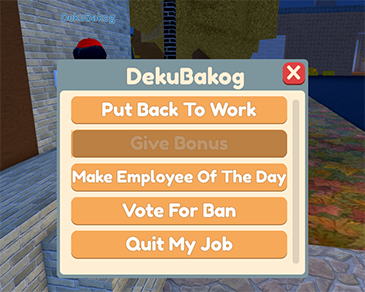 DekuBakog
DekuBakog
Put Back To Work
Give Bonus
Make Employee Of The Day
Vote For Ban
Quit My Job